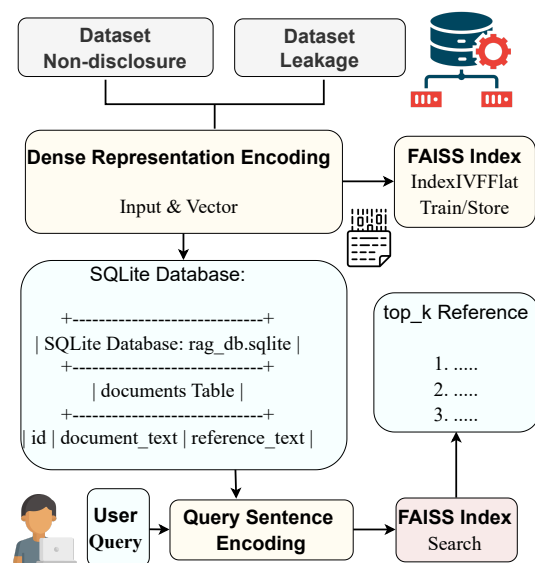 Dataset
Non-disclosure
Dataset
Leakage
Dense Representation Encoding
Input & Vector
FAISS Index
IndexIVFFlat
Train/Store
SQLite Database:
+-----------------------------+
| SQLite Database: rag_db.sqlite |
+-----------------------------+
| documents Table |
+-----------------------------+
| id | document_text | reference_text |
top_k Reference
1. .....
2. .....
3. .....
User
Query
Query Sentence
Encoding
FAISS Index
Search